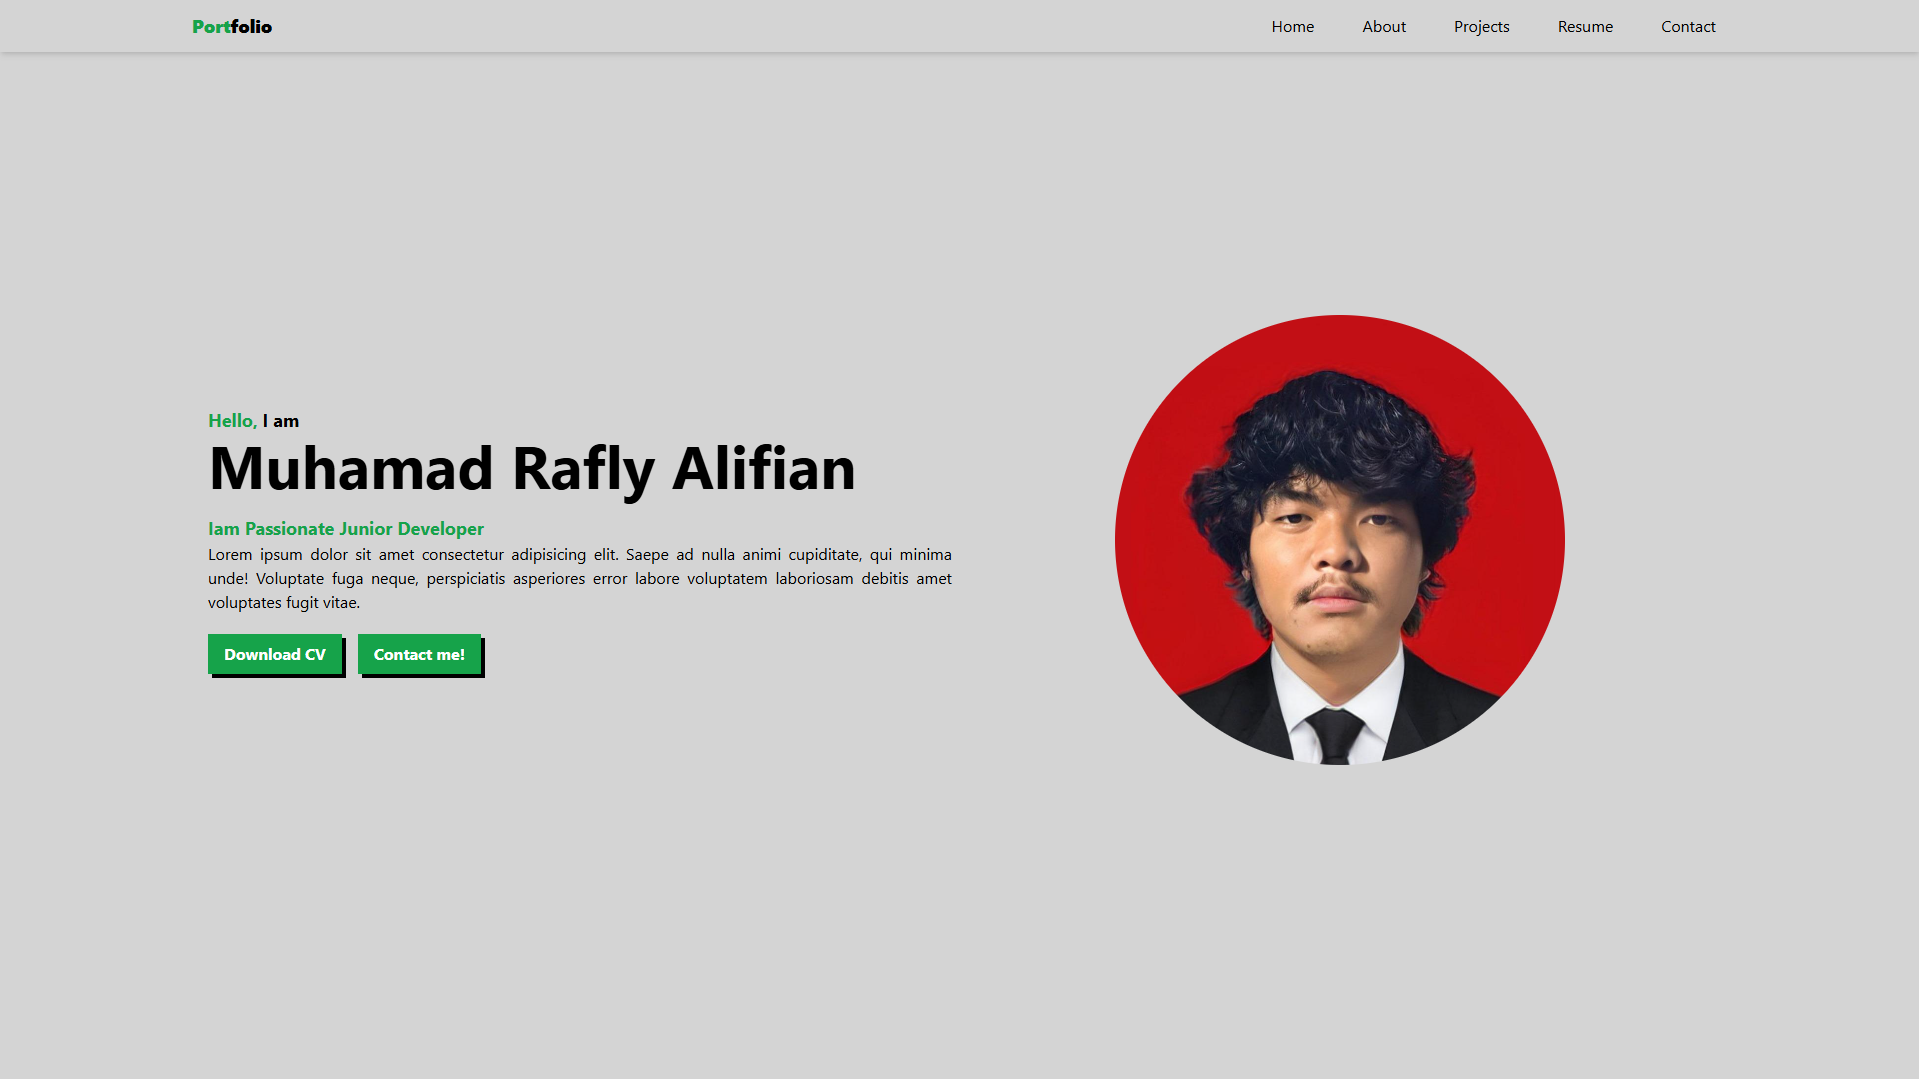 Portfolio
Home About Projects Resume Contact
Hello, I am
Muhamad Rafly Alifian
Iam Passionate Junior Developer
Lorem ipsum dolor sit amet consectetur adipisicing elit. Saepe ad nulla animi cupiditate, qui minima
unde! Voluptate fuga neque, perspiciatis asperiores error labore voluptatem laboriosam debitis amet
voluptates fugit vitae.
Download CV Contact me!